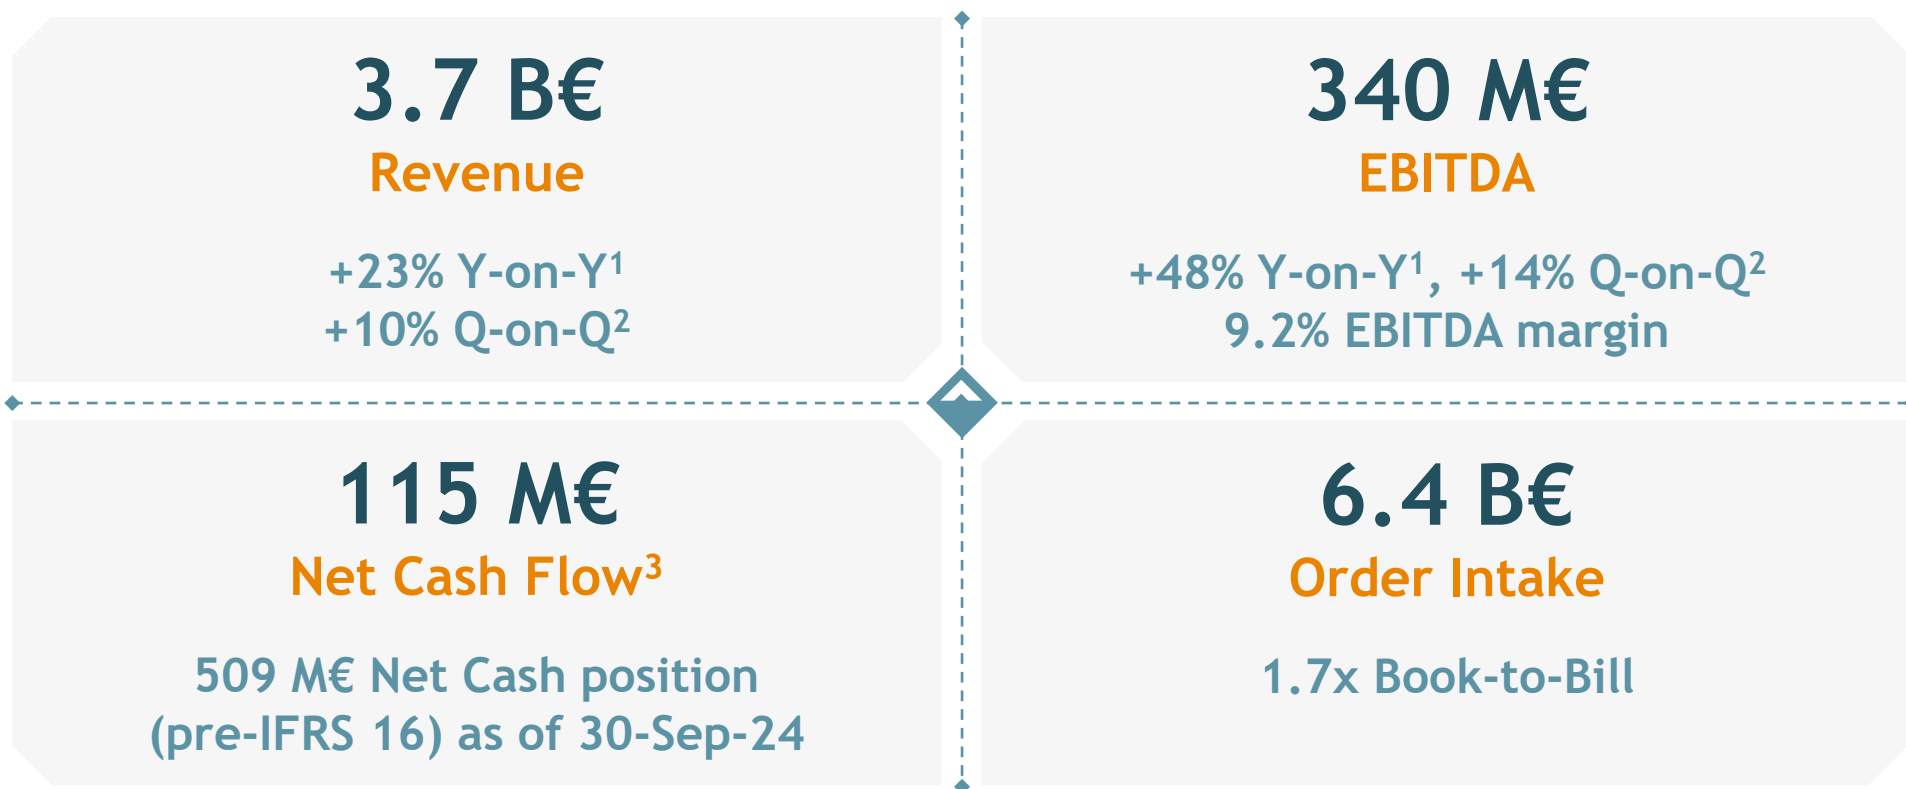 3.7 B€
Revenue
+23% Y-on-Y¹
+10% Q-on-Q²
340 M€
EBITDA
+48% Y-on-Y¹, +14% Q-on-Q²
9.2% EBITDA margin
115 M€
Net Cash Flow³
509 M€ Net Cash position
(pre-IFRS 16) as of 30-Sep-24
6.4 B€
Order Intake
1.7x Book-to-Bill